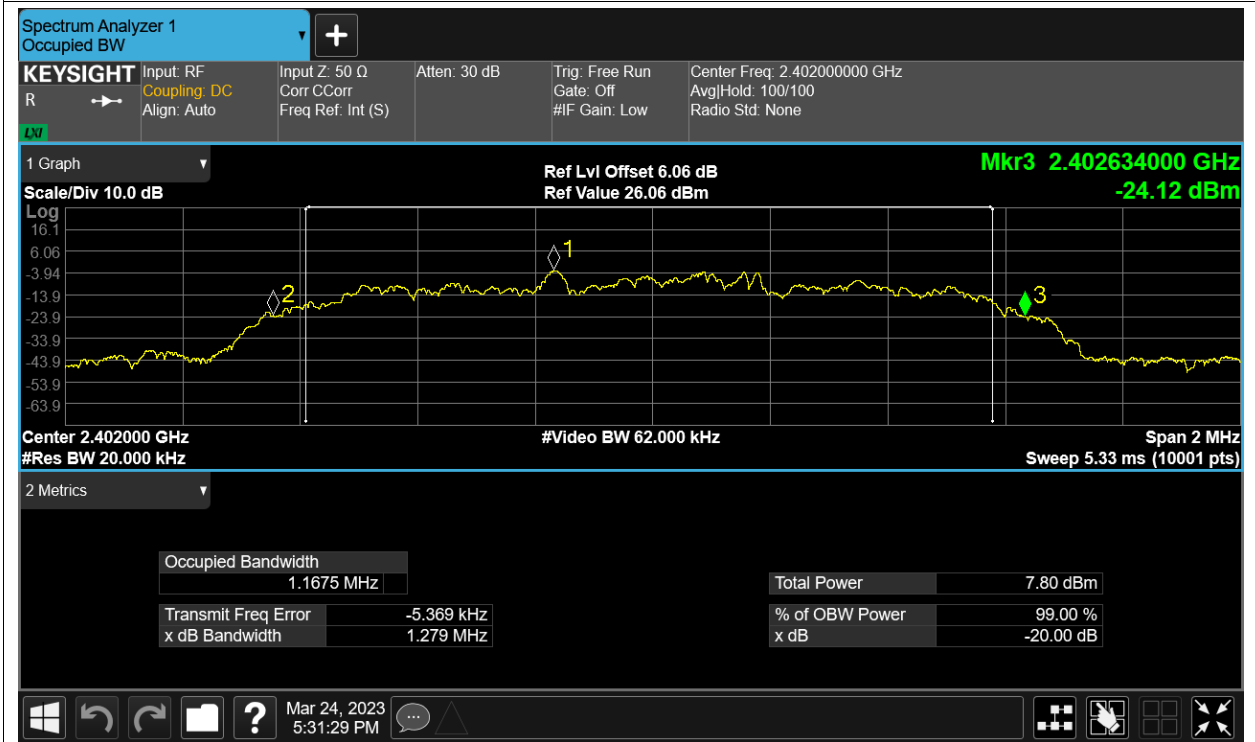 Spectrum Analyzer 1
Occupied BW
KEYSIGHT
R
LXI
Input: RF
Coupling: DC
Align: Auto
Input Z: 50 Ω
Corr CCorr
Freq Ref: Int (S)
Atten: 30 dB
Trig: Free Run
Gate: Off
#IF Gain: Low
Center Freq: 2.402000000 GHz
Avg|Hold: 100/100
Radio Std: None
1 Graph
Scale/Div 10.0 dB
Ref Lvl Offset 6.06 dB
Ref Value 26.06 dBm
Mkr3 2.402634000 GHz
-24.12 dBm
Log
16.1
6.06
-3.94
-13.9
-23.9
-33.9
-43.9
-53.9
-63.9
1
2
3
Center 2.402000 GHz
#Res BW 20.000 kHz
#Video BW 62.000 kHz
Span 2 MHz
Sweep 5.33 ms (10001 pts)
2 Metrics
Occupied Bandwidth
1.1675 MHz
Transmit Freq Error -5.369 kHz
x dB Bandwidth 1.279 MHz
Total Power 7.80 dBm
% of OBW Power 99.00 %
x dB -20.00 dB
?
Mar 24, 2023
5:31:29 PM